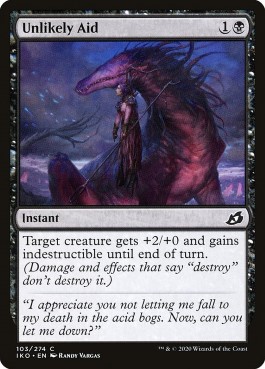 Unlikely Aid 1
Instant
Target creature gets +2/+0 and gains
indestructible until end of turn.
(Damage and effects that say “destroy”
don’t destroy it.)
“I appreciate you not letting me fall to
my death in the acid bogs. Now, can you
let me down?”
103/274 C
IKO • EN RANDY VARGAS
™ & © 2020 Wizards of the Coast